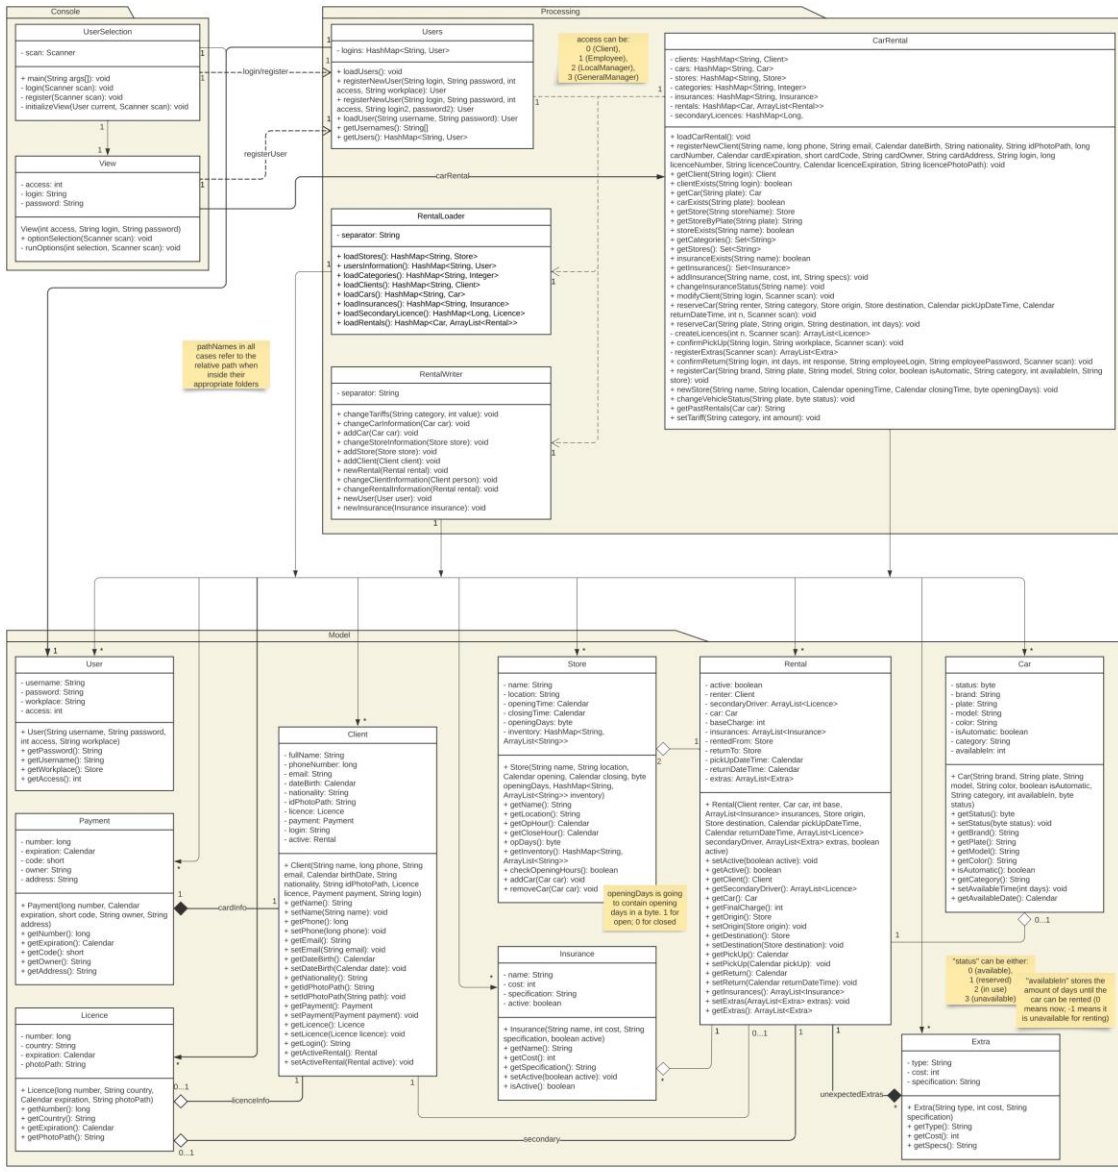 Console
UserSelection
- scan: Scanner
+ main(String args[]): void
- login(Scanner scan): void
- register(Scanner scan): void
- initializeView(User current, Scanner scan): void
1
1
1
1
View
- access: int
- login: String
- password: String
View(int access, String login, String password)
+ optionSelection(Scanner scan): void
- runOptions(int selection, Scanner scan): void
1
1
login/register
registerUser
carRental
Processing
Users
- logins: HashMap<String, User>
+ loadUsers(): void
+ registerNewUser(String login, String password, int
access, String workplace): User
+ registerNewUser(String login, String password, int
access, String login2, password2): User
+ loadUser(String username, String password): User
+ getUsernames(): String[]
+ getUsers(): HashMap<String, User>
1
1
1
1
access can be:
0 (Client),
1 (Employee),
2 (LocalManager),
3 (GeneralManager)
1
CarRental
- clients: HashMap<String, Client>
- cars: HashMap<String, Car>
- stores: HashMap<String, Store>
- categories: HashMap<String, Integer>
- insurances: HashMap<String, Insurance>
- rentals: HashMap<Car, ArrayList<Rental>>
- secondaryLicences: HashMap<Long,
+ loadCarRental(): void
+ registerNewClient(String name, long phone, String email, Calendar dateBirth, String nationality, String idPhotoPath, long
cardNumber, Calendar cardExpiration, short cardCode, String cardOwner, String cardAddress, String login, long
licenceNumber, String licenceCountry, Calendar licenceExpiration, String licencePhotoPath): void
+ getClient(String login): Client
+ clientExists(String login): boolean
+ getCar(String plate): Car
+ carExists(String plate): boolean
+ getStore(String storeName): Store
+ getStoreByPlate(String plate): String
+ storeExists(String name): boolean
+ getCategories(): Set<String>
+ getStores(): Set<String>
+ insuranceExists(String name): boolean
+ getInsurances(): Set<Insurance>
+ addInsurance(String name, cost, int, String specs): void
+ changeInsuranceStatus(String name): void
- modifyClient(String login, Scanner scan): void
+ reserveCar(String renter, String category, Store origin, Store destination, Calendar pickUpDateTime, Calendar
returnDateTime, int n, Scanner scan): void
+ reserveCar(String plate, String origin, String destination, int days): void
- createLicences(int n, Scanner scan): ArrayList<Licence>
+ confirmPickUp(String login, String workplace, Scanner scan): void
- registerExtras(Scanner scan): ArrayList<Extra>
+ confirmReturn(String login, int days, int response, String employeeLogin, String employeePassword, Scanner scan): void
+ registerCar(String brand, String plate, String model, String color, boolean isAutomatic, String category, int availableIn, String
store): void
+ newStore(String name, String location, Calendar openingTime, Calendar closingTime, byte openingDays): void
+ changeVehicleStatus(String plate, byte status): void
+ getPastRentals(Car car): String
+ setTariff(String category, int amount): void
RentalLoader
- separator: String
+ loadStores(): HashMap<String, Store>
+ usersInformation(): HashMap<String, User>
+ loadCategories(): HashMap<String, Integer>
+ loadClients(): HashMap<String, Client>
+ loadCars(): HashMap<String, Car>
+ loadInsurances(): HashMap<String, Insurance>
+ loadSecondaryLicence(): HashMap<Long, Licence>
+ loadRentals(): HashMap<Car, ArrayList<Rental>>
1
1
pathNames in all
cases refer to the
relative path when
inside their
appropriate folders
RentalWriter
- separator: String
+ changeTariffs(String category, int value): void
+ changeCarInformation(Car car): void
+ addCar(Car car): void
+ changeStoreInformation(Store store): void
+ addStore(Store store): void
+ addClient(Client client): void
+ newRental(Rental rental): void
+ changeClientInformation(Client person): void
+ changeRentalInformation(Rental rental): void
+ newUser(User user): void
+ newInsurance(Insurance insurance): void
1
1
1
Model
1
*
User
- username: String
- password: String
- workplace: String
- access: int
+ User(String username, String password,
int access, String workplace)
+ getPassword(): String
+ getUsername(): String
+ getWorkplace(): Store
+ getAccess(): int
Payment
- number: long
- expiration: Calendar
- code: short
- owner: String
- address: String
+ Payment(long number, Calendar
expiration, short code, String owner, String
address)
+ getNumber(): long
+ getExpiration(): Calendar
+ getCode(): short
+ getOwner(): String
+ getAddress(): String
*
1
cardInfo
Licence
- number: long
- country: String
- expiration: Calendar
- photoPath: String
+ Licence(long number, String country,
Calendar expiration, String photoPath)
+ getNumber(): long
+ getCountry(): String
+ getExpiration(): Calendar
+ getPhotoPath(): String
*
0...1
licenceInfo
0...1
secondary
*
Client
- fullName: String
- phoneNumber: long
- email: String
- dateBirth: Calendar
- nationality: String
- idPhotoPath: String
- licence: Licence
- payment: Payment
- login: String
- active: Rental
+ Client(String name, long phone, String
email, Calendar birthDate, String
nationality, String idPhotoPath, Licence
licence, Payment payment, String login)
+ getName(): String
+ setName(String name): void
+ getPhone(): long
+ setPhone(long phone): void
+ getEmail(): String
+ setEmail(String email): void
+ getDateBirth(): Calendar
+ setDateBirth(Calendar date): void
+ getNationality(): String
+ getIdPhotoPath(): String
+ setIdPhotoPath(String path): void
+ getPayment(): Payment
+ setPayment(Payment payment): void
+ getLicence(): Licence
+ setLicence(Licence licence): void
+ getLogin(): String
+ getActiveRental(): Rental
+ setActiveRental(Rental active): void
1
1
1
*
Store
- name: String
- location: String
- openingTime: Calendar
- closingTime: Calendar
- openingDays: byte
- inventory: HashMap<String,
ArrayList<String>>
+ Store(String name, String location,
Calendar opening, Calendar closing, byte
openingDays, HashMap<String,
ArrayList<String>> inventory)
+ getName(): String
+ getLocation(): String
+ getOpHour(): Calendar
+ getCloseHour(): Calendar
+ opDays(): byte
+ getInventory(): HashMap<String,
ArrayList<String>>
+ checkOpeningHours(): boolean
+ addCar(Car car): void
+ removeCar(Car car): void
2
1
openingDays is going
to contain opening
days in a byte. 1 for
open; 0 for closed
Insurance
- name: String
- cost: int
- specification: String
- active: boolean
+ Insurance(String name, int cost, String
specification, boolean active)
+ getName(): String
+ getCost(): int
+ getSpecification(): String
+ setActive(boolean active): void
+ isActive(): boolean
*
*
*
Rental
- active: boolean
- renter: Client
- secondaryDriver: ArrayList<Licence>
- car: Car
- baseCharge: int
- insurances: ArrayList<Insurance>
- rentedFrom: Store
- returnTo: Store
- pickUpDateTime: Calendar
- returnDateTime: Calendar
- extras: ArrayList<Extra>
+ Rental(Client renter, Car car, int base,
ArrayList<Insurance> insurances, Store origin,
Store destination, Calendar pickUpDateTime,
Calendar returnDateTime, ArrayList<Licence>
secondaryDriver, ArrayList<Extra> extras, boolean
active)
+ setActive(boolean active): void
+ getActive(): boolean
+ getClient(): Client
+ getSecondaryDriver(): ArrayList<Licence>
+ getCar(): Car
+ getFinalCharge(): int
+ getOrigin(): Store
+ setOrigin(Store origin): void
+ getDestination(): Store
+ setDestination(Store destination): void
+ getPickUp(): Calendar
+ setPickUp(Calendar pickUp): void
+ getReturn(): Calendar
+ setReturn(Calendar returnDateTime): void
+ getInsurances(): ArrayList<Insurance>
+ setExtras(ArrayList<Extra> extras): void
+ getExtras(): ArrayList<Extra>
1
0...1
1
1
1
*
Car
- status: byte
- brand: String
- plate: String
- model: String
- color: String
- isAutomatic: boolean
- category: String
- availableIn: int
+ Car(String brand, String plate, String
model, String color, boolean isAutomatic,
String category, int availableIn, byte
status)
+ getStatus(): byte
+ setStatus(byte status): void
+ getBrand(): String
+ getPlate(): String
+ getModel(): String
+ getColor(): String
+ isAutomatic(): boolean
+ getCategory(): String
+ setAvailableTime(int days): void
+ getAvailableDate(): Calendar
0...1
"status" can be either:
0 (available),
1 (reserved)
2 (in use)
3 (unavailable)
"availableIn" stores the
amount of days until the
car can be rented (0
means now; -1 means it
is unavailable for renting)
*
Extra
- type: String
- cost: int
- specification: String
+ Extra(String type, int cost, String
specification)
+ getType(): String
+ getCost(): int
+ getSpecs(): String
unexpectedExtras
*